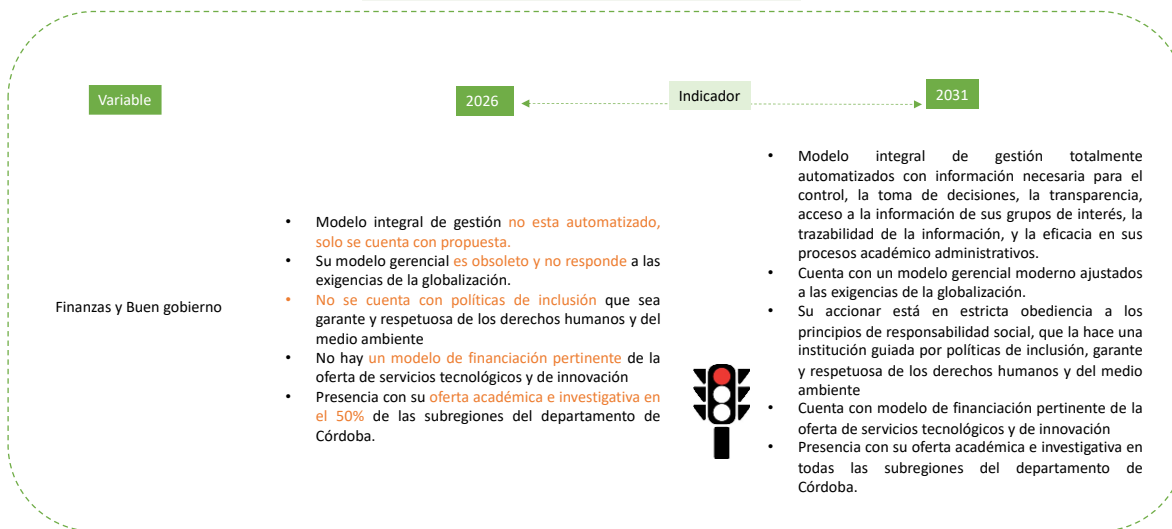 Variable
2026
Indicador
2031
Finanzas y Buen gobierno
• Modelo integral de gestión no esta automatizado,
solo se cuenta con propuesta.
• Su modelo gerencial es obsoleto y no responde a las
exigencias de la globalización.
• No se cuenta con políticas de inclusión que sea
garante y respetuosa de los derechos humanos y del
medio ambiente
• No hay un modelo de financiación pertinente de la
oferta de servicios tecnológicos y de innovación
• Presencia con su oferta académica e investigativa en
el 50% de las subregiones del departamento de
Córdoba.
• Modelo integral de gestión totalmente
automatizados con información necesaria para el
control, la toma de decisiones, la transparencia,
acceso a la información de sus grupos de interés, la
trazabilidad de la información, y la eficacia en sus
procesos académico administrativos.
• Cuenta con un modelo gerencial moderno ajustados
a las exigencias de la globalización.
• Su accionar está en estricta obediencia a los
principios de responsabilidad social, que la hace una
institución guiada por políticas de inclusión, garante
y respetuosa de los derechos humanos y del medio
ambiente
• Cuenta con modelo de financiación pertinente de la
oferta de servicios tecnológicos y de innovación
• Presencia con su oferta académica e investigativa en
todas las subregiones del departamento de
Córdoba.